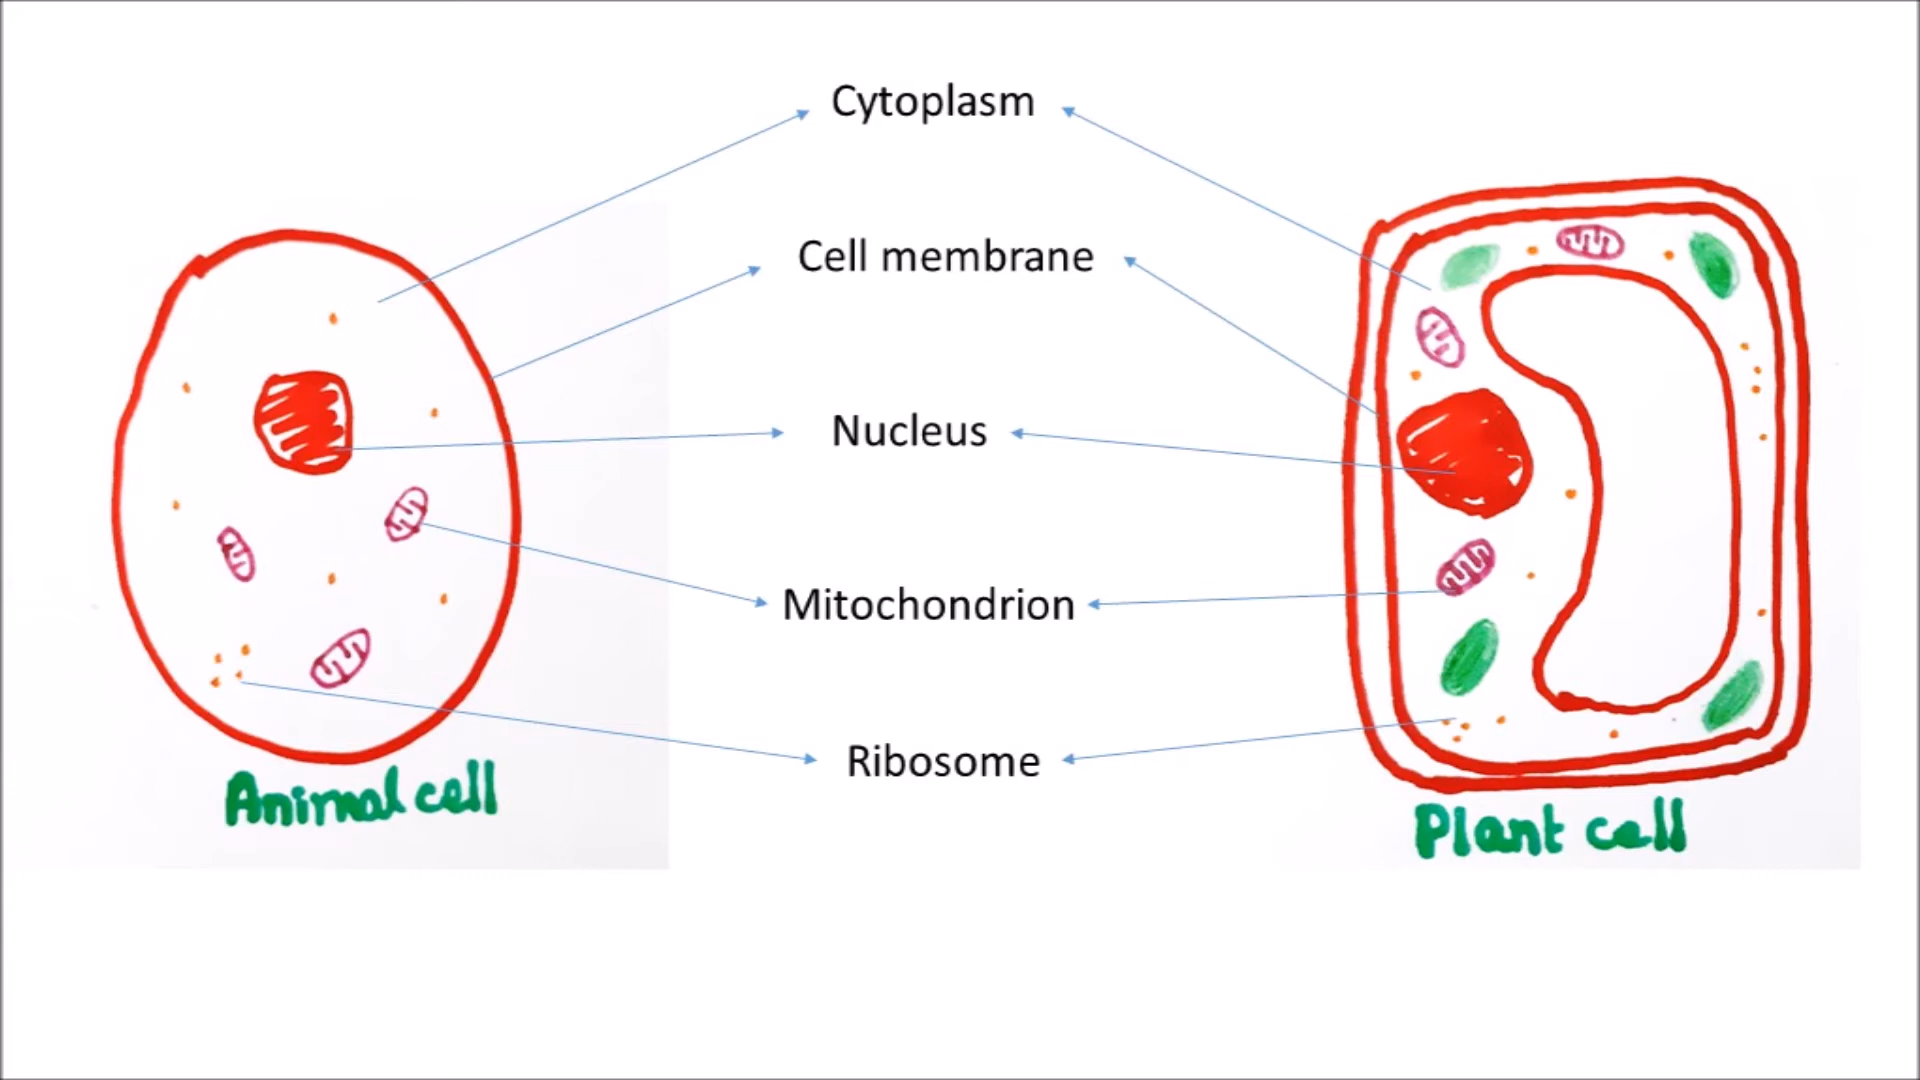 Cytoplasm
Cell membrane
Nucleus
Mitochondrion
Ribosome
Animal cell
Plant cell